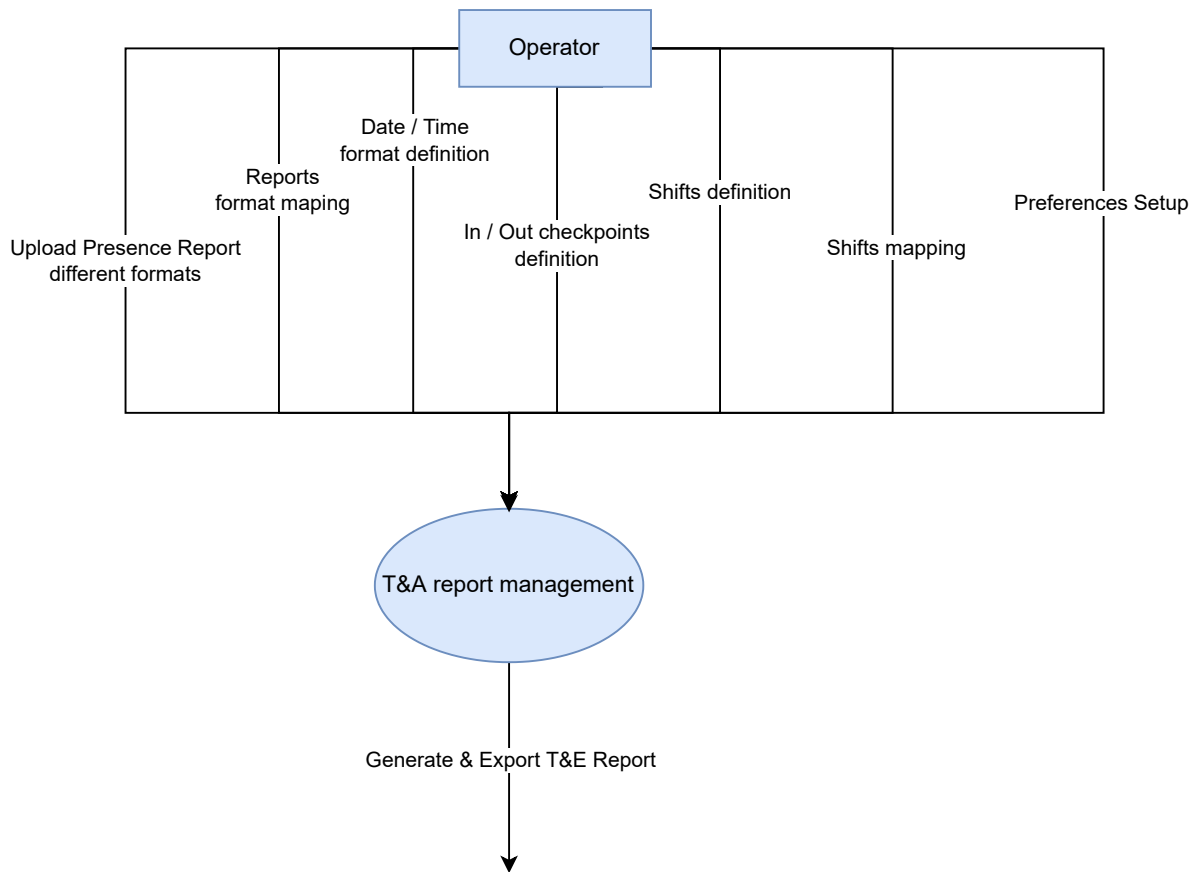 Operator
Date / Time
format definition
Reports
format maping
Shifts definition
Preferences Setup
In / Out checkpoints
definition
Upload Presence Report
different formats
Shifts mapping
T&A report management
Generate & Export T&E Report